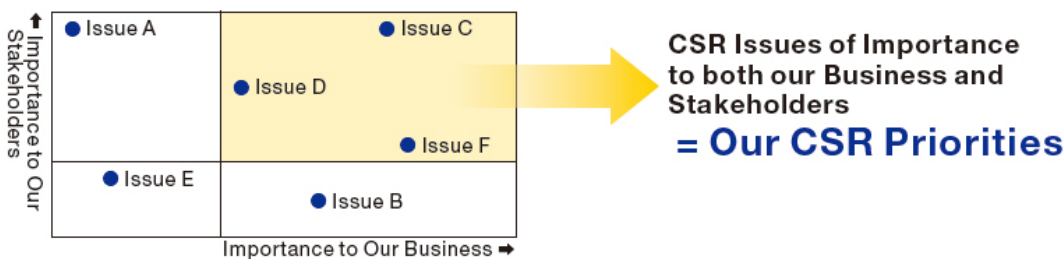 Importance to Our
Stakeholders
Issue A
Issue C
Issue D
Issue F
Issue E
Issue B
Importance to Our Business
CSR Issues of Importance
to both our Business and
Stakeholders
= Our CSR Priorities